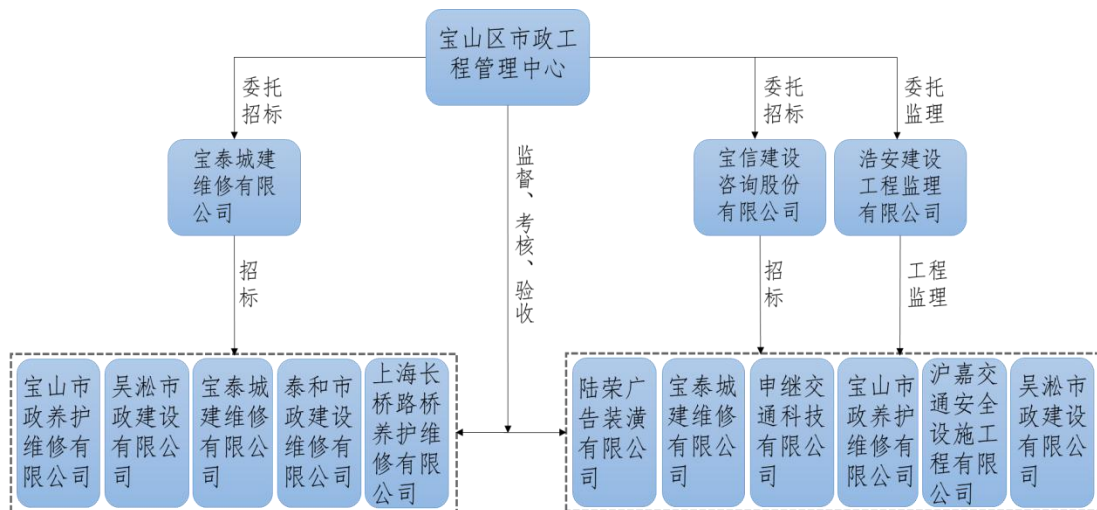 宝山区市政工
程管理中心
委托
招标
委托
招标
委托
监理
宝泰城建
维修有限
公司
监督、考核、验收
宝信建设
咨询股份
有限公司
浩安建设
工程监理
有限公司
招
标
招
标
工程
监理
宝山市
政养护
维修有
限公司
吴淞市
政建设
有限公
司
宝泰城
建维修
有限公
司
泰和市
政建设
维修有
限公司
上海长
桥路桥
养护维
修有限
公司
陆荣广
告装潢
有限公
司
宝泰城
建维修
有限公
司
申继交
通科技
有限公
司
宝山市
政养护
维修有
限公司
沪嘉交
通安全
设施工
程有限
公司
吴淞市
政建设
有限公
司